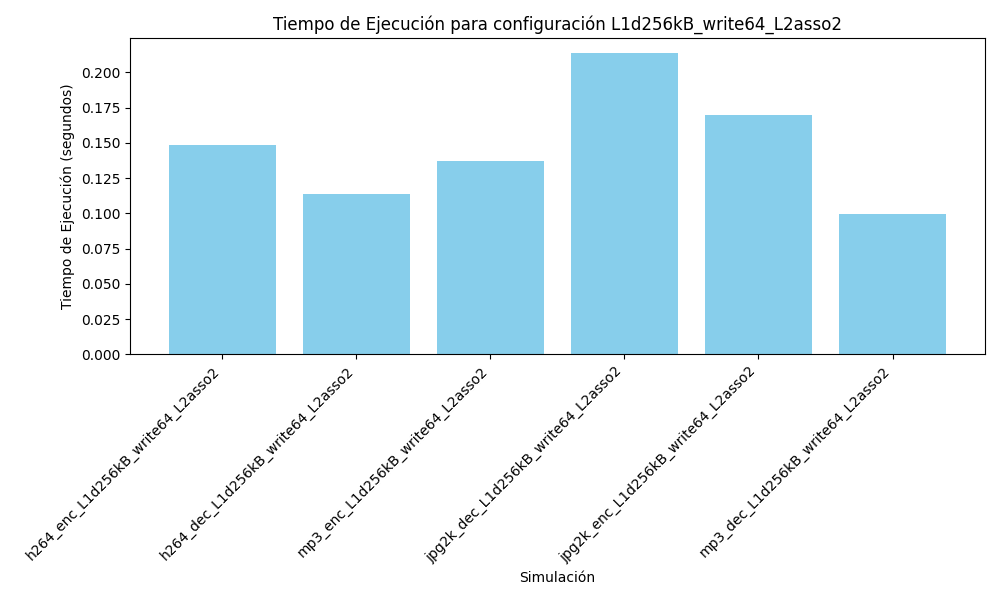 Tiempo de Ejecución para configuración L1d256kB_write64_L2asso2
Tiempo de Ejecución (segundos)
0.200
0.175
0.150
0.125
0.100
0.075
0.050
0.025
0.000
h264_enc_L1d256kB_write64_L2asso2
h264_dec_L1d256kB_write64_L2asso2
mp3_enc_L1d256kB_write64_L2asso2
jpg2k_dec_L1d256kB_write64_L2asso2
jpg2k_enc_L1d256kB_write64_L2asso2
mp3_dec_L1d256kB_write64_L2asso2
Simulación